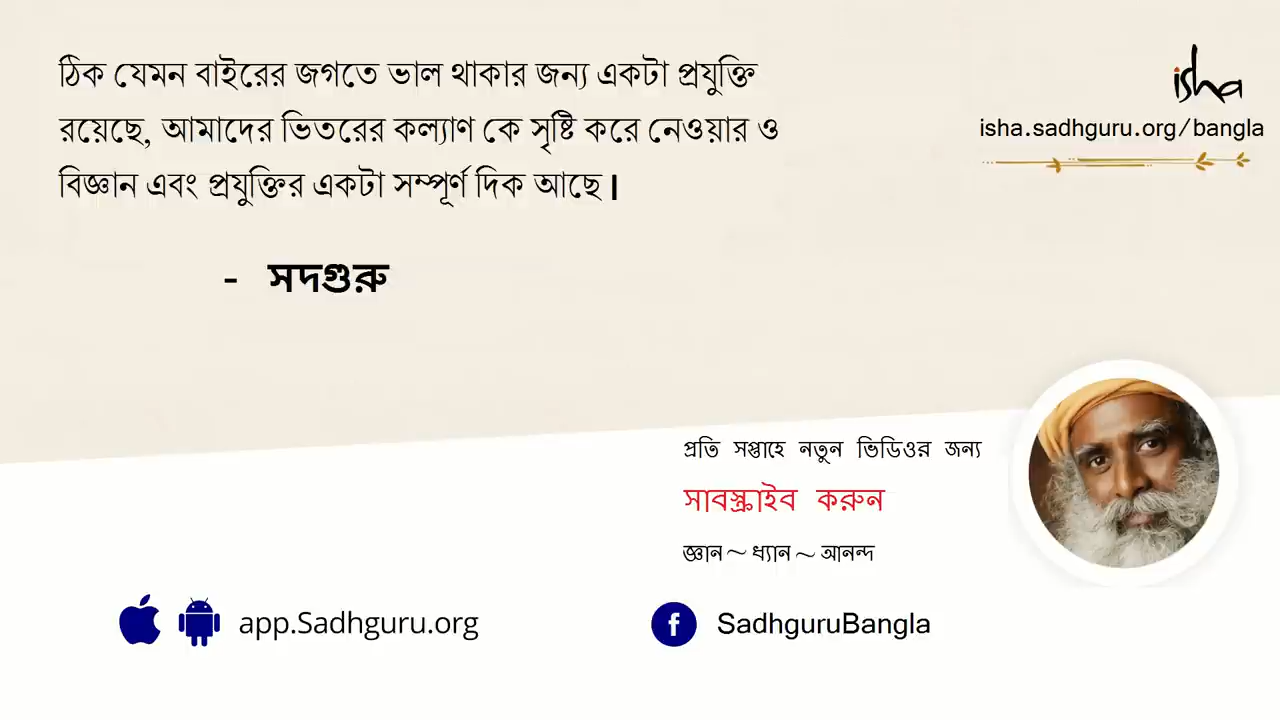 ঠিক যেমন বাইরের জগতে ভাল থাকার জন্য একটা প্রযুক্তি
রয়েছে, আমাদের ভিতরের কল্যাণ কে সৃষ্টি করে নেওয়ার ও
বিজ্ঞান এবং প্রযুক্তির একটা সম্পূর্ণ দিক আছে।
- সদগুরু
isha
isha.sadhguru.org/bangla
প্রতি সপ্তাহে নতুন ভিডিওর জন্য
সাবস্ক্রাইব করুন
জ্ঞান ~ ধ্যান ~ আনন্দ
app.Sadhguru.org
f SadhguruBangla